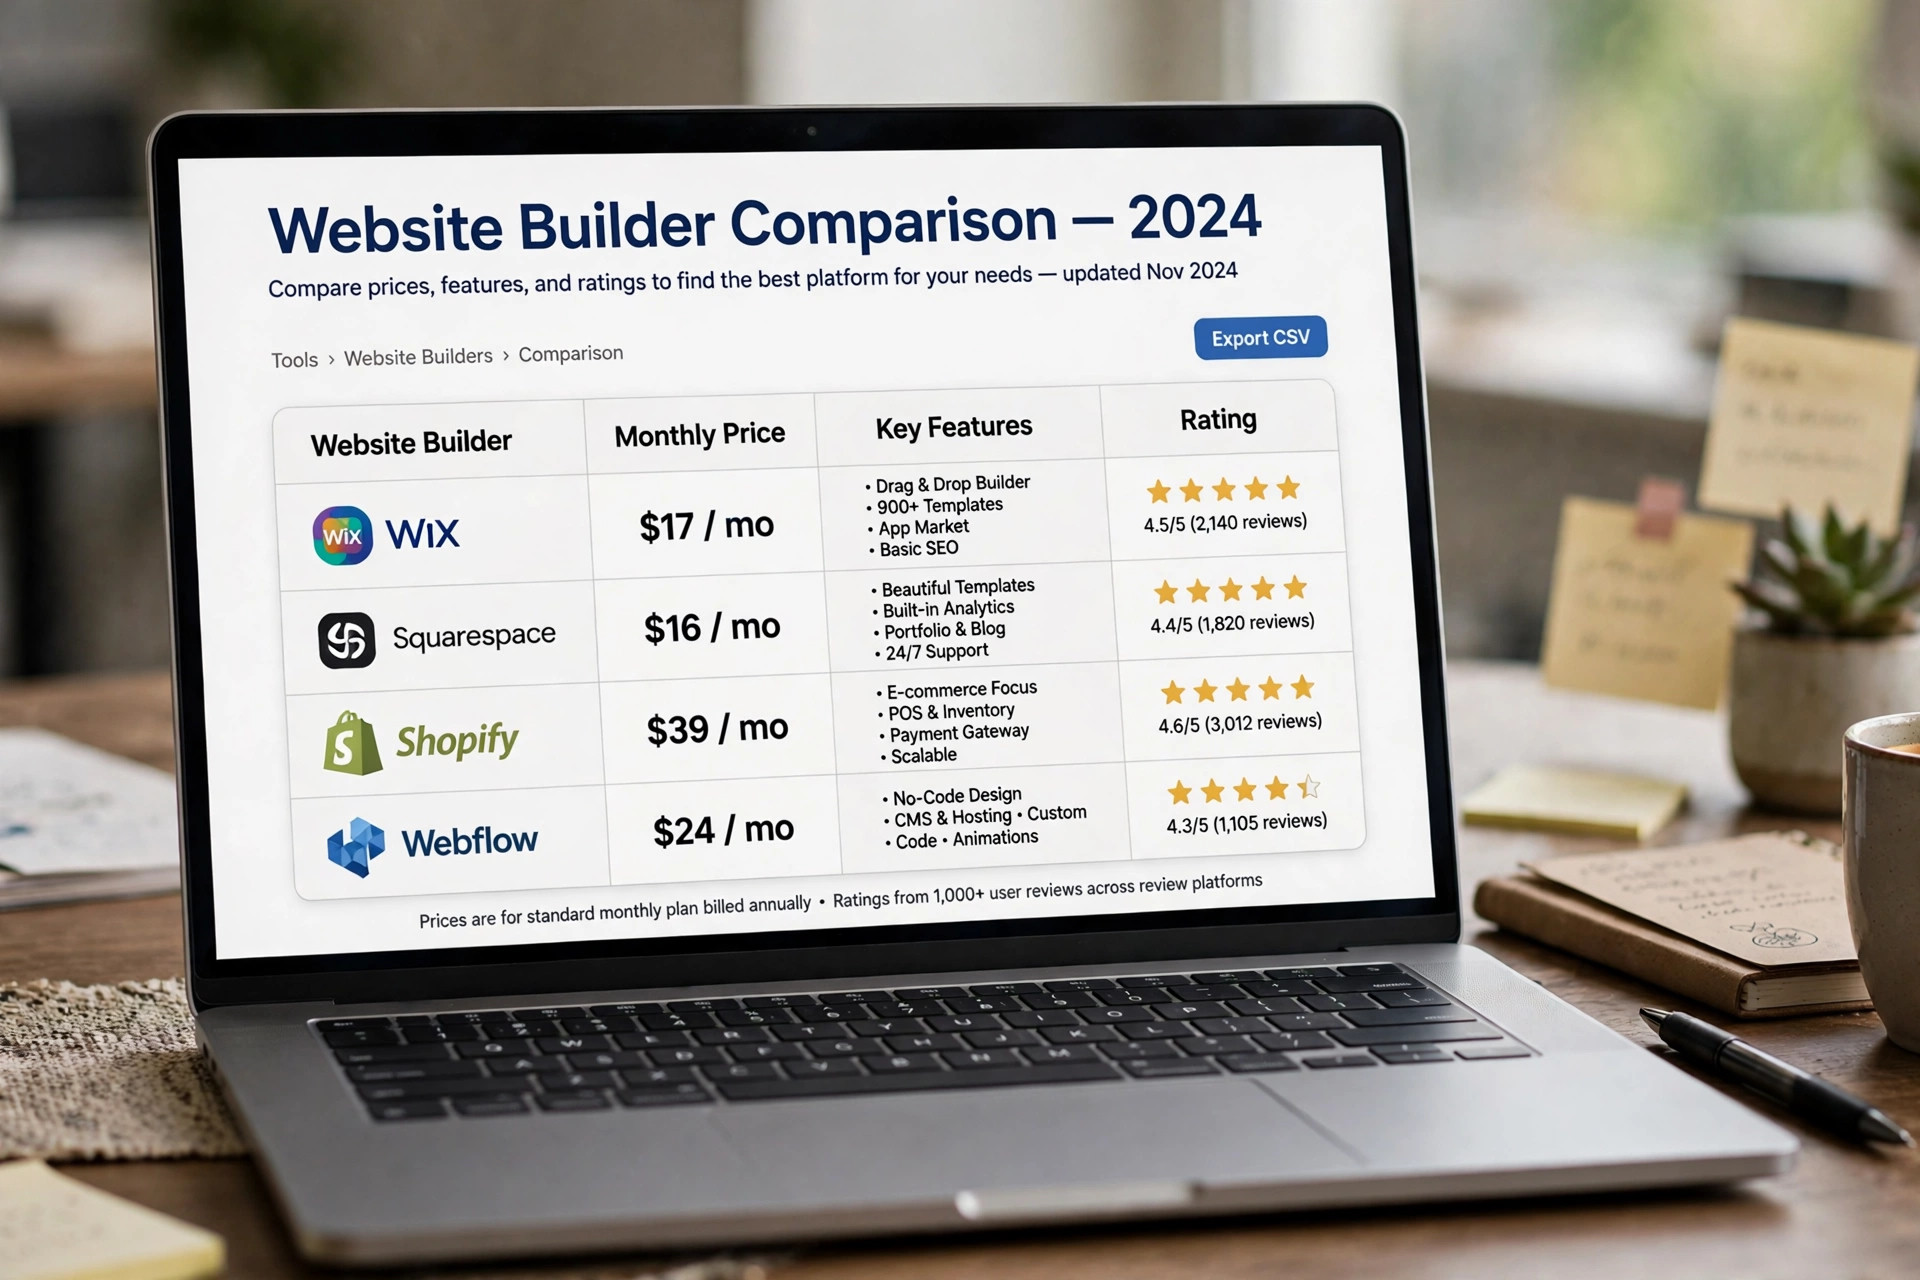 Website Builder Comparison — 2024
Compare prices, features, and ratings to find the best platform for your needs — updated Nov 2024
Tools › Website Builders › Comparison
Export CSV
Website Builder
Monthly Price
Key Features
Rating
WiX
WiX
$17 / mo
• Drag & Drop Builder
• 900+ Templates
• App Market
• Basic SEO
4.5/5 (2,140 reviews)
Squarespace
$16 / mo
• Beautiful Templates
• Built-in Analytics
• Portfolio & Blog
• 24/7 Support
4.4/5 (1,820 reviews)
S
Shopify
$39 / mo
• E-commerce Focus
• POS & Inventory
• Payment Gateway
• Scalable
4.6/5 (3,012 reviews)
Webflow
$24 / mo
• No-Code Design
• CMS & Hosting • Custom
• Code • Animations
4.3/5 (1,105 reviews)
Prices are for standard monthly plan billed annually • Ratings from 1,000+ user reviews across review platforms